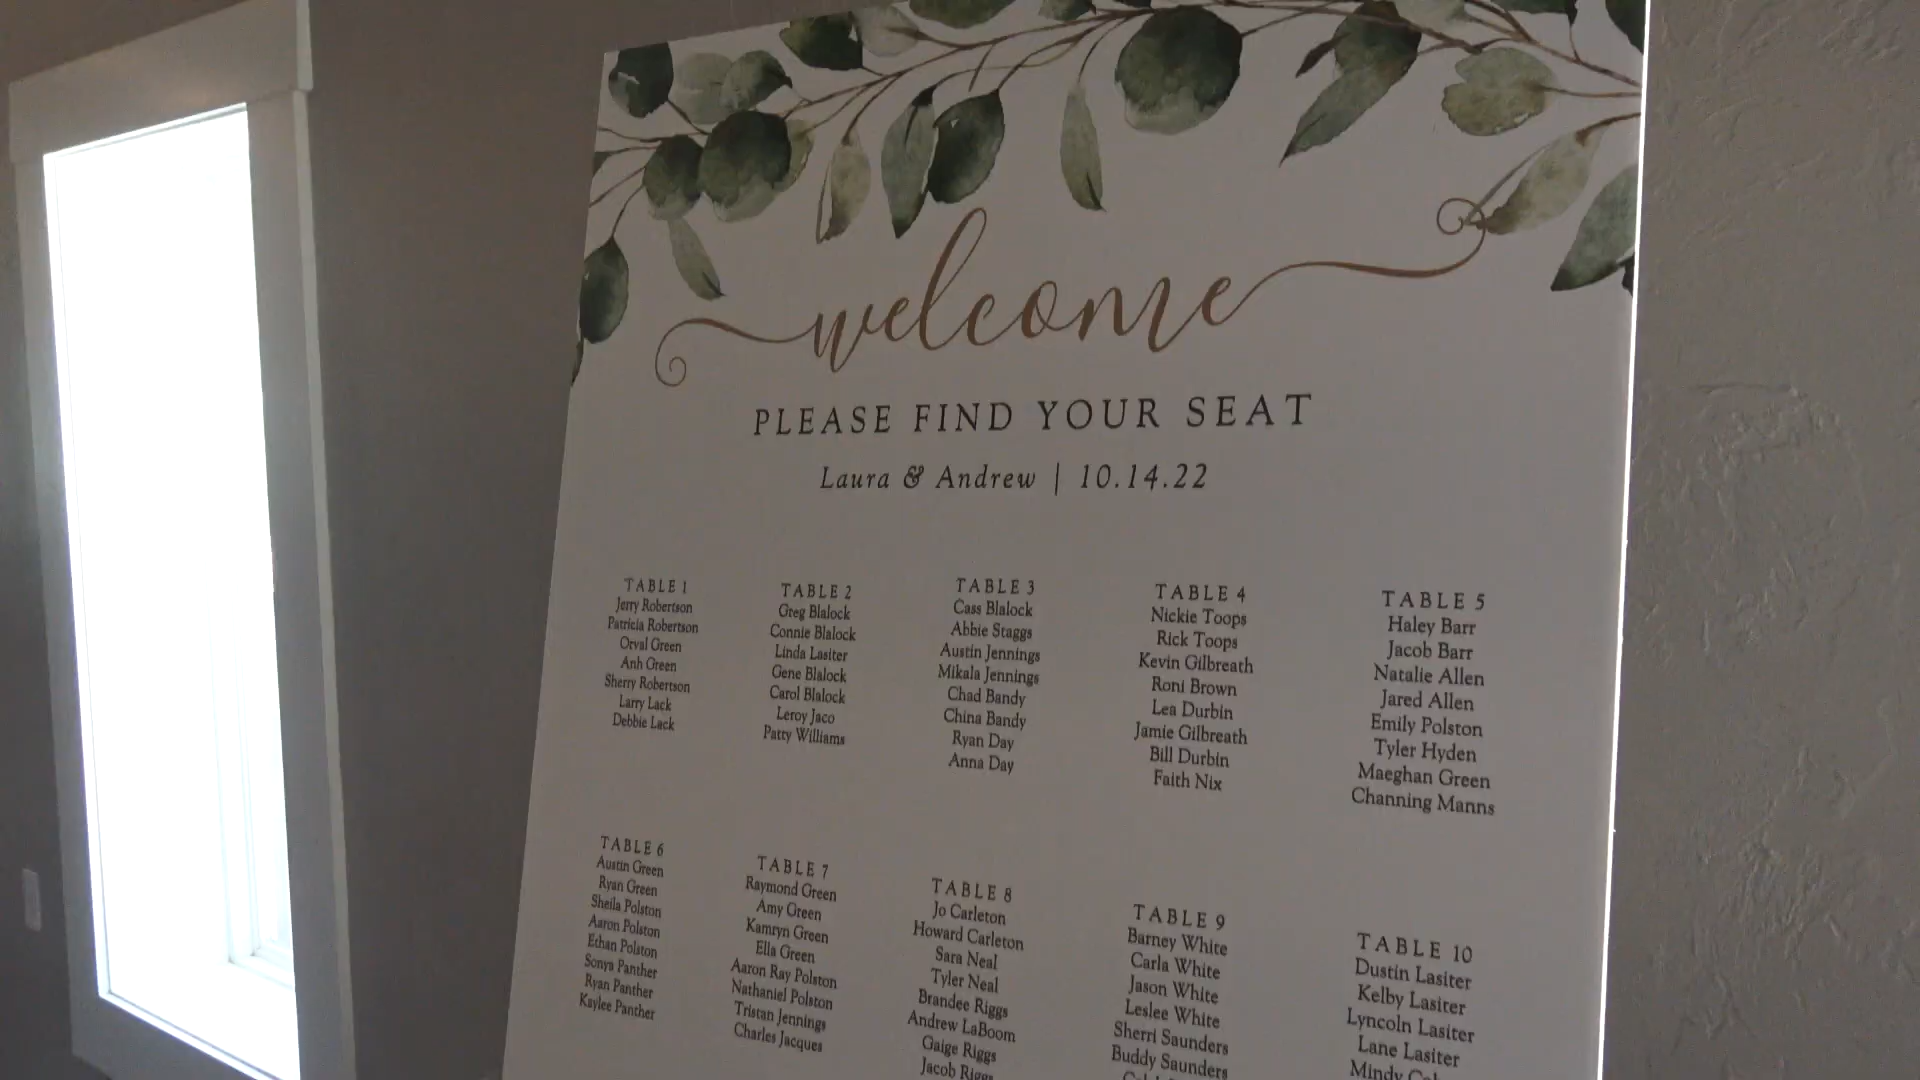 welcome
PLEASE FIND YOUR SEAT
Laura & Andrew | 10.14.22
TABLE 1
Jerry Robertson
Patricia Robertson
Orval Green
Anh Green
Sherry Robertson
Larry Lack
Debbie Lack
TABLE 2
Greg Blalock
Connie Blalock
Linda Lasiter
Gene Blalock
Carol Blalock
Leroy Jaco
Patty Williams
TABLE 3
Cass Blalock
Abbie Staggs
Austin Jennings
Mikala Jennings
Chad Bandy
China Bandy
Ryan Day
Anna Day
TABLE 4
Nickie Toops
Rick Toops
Kevin Gilbreath
Roni Brown
Lea Durbin
Jamie Gilbreath
Bill Durbin
Faith Nix
TABLE 5
Haley Barr
Jacob Barr
Natalie Allen
Jared Allen
Emily Polston
Tyler Hyden
Maeghan Green
Channing Manns
TABLE 6
Austin Green
Ryan Green
Sheila Polston
Aaron Polston
Ethan Polston
Sonya Panther
Ryan Panther
Kaylee Panther
TABLE 7
Raymond Green
Amy Green
Kamryn Green
Ella Green
Aaron Ray Polston
Nathaniel Polston
Tristan Jennings
Charles Jacques
TABLE 8
Jo Carleton
Howard Carleton
Sara Neal
Tyler Neal
Brandee Riggs
Andrew LaBoom
Gaige Riggs
Jacob Riggs
TABLE 9
Barney White
Carla White
Jason White
Leslee White
Sherri Saunders
Buddy Saunders
TABLE 10
Dustin Lasiter
Kelby Lasiter
Lyncoln Lasiter
Lane Lasiter
Mindy